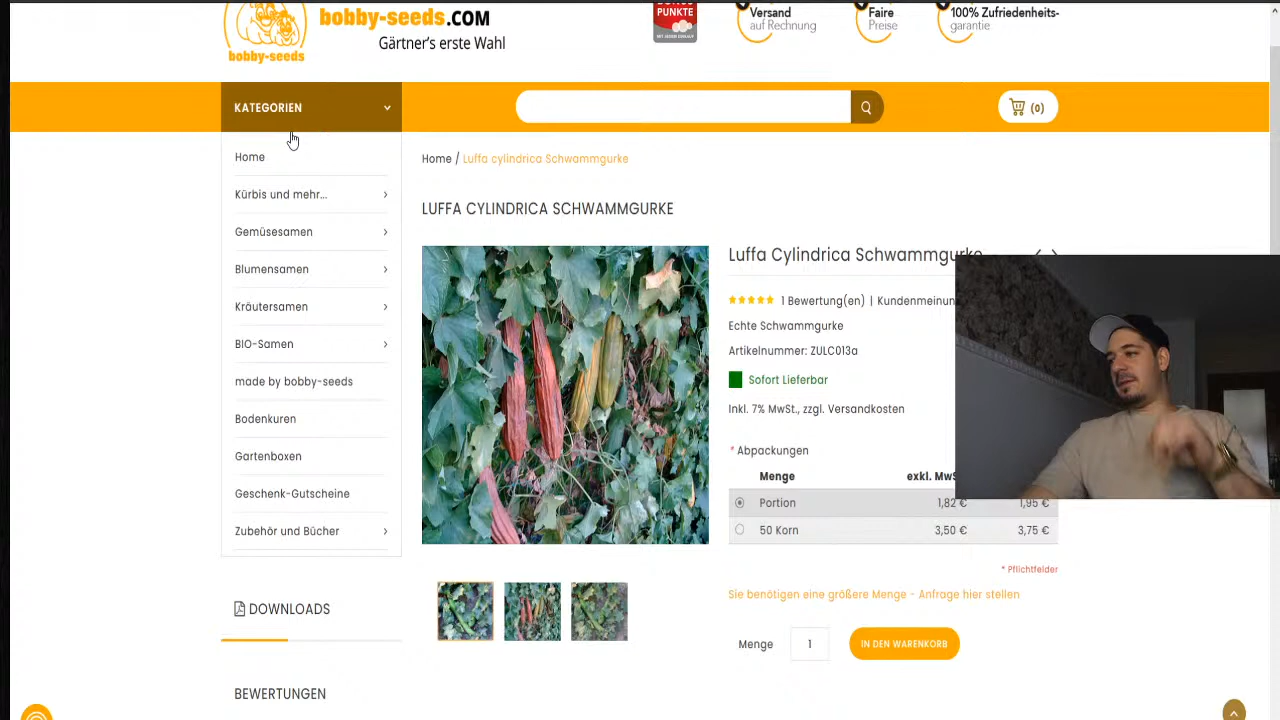 bobby-seeds.COM
Gärtner's erste Wahl
bobby-seeds
PUNKTE
Versand
auf Rechnung
Faire
Preise
100% Zufriedenheits-
garantie
KATEGORIEN
(0)
Home
Kürbis und mehr...
Gemüsesamen
Blumensamen
Kräutersamen
BIO-Samen
made by bobby-seeds
Bodenkuren
Gartenboxen
Geschenk-Gutscheine
Zubehör und Bücher
DOWNLOADS
BEWERTUNGEN
Home / Luffa cylindrica Schwammgurke
LUFFA CYLINDRICA SCHWAMMGURKE
Luffa Cylindrica Schwammgurke
1 Bewertung(en) | Kundenmeinun
Echte Schwammgurke
Artikelnummer: ZULC013a
Sofort Lieferbar
Inkl. 7% MwSt., zzgl. Versandkosten
* Abpackungen
Menge exkl. MwS
Portion 1,82 € 1,95 €
50 Korn 3,50 € 3,75 €
* Pflichtfelder
Sie benötigen eine größere Menge - Anfrage hier stellen
Menge 1 IN DEN WARENKORB